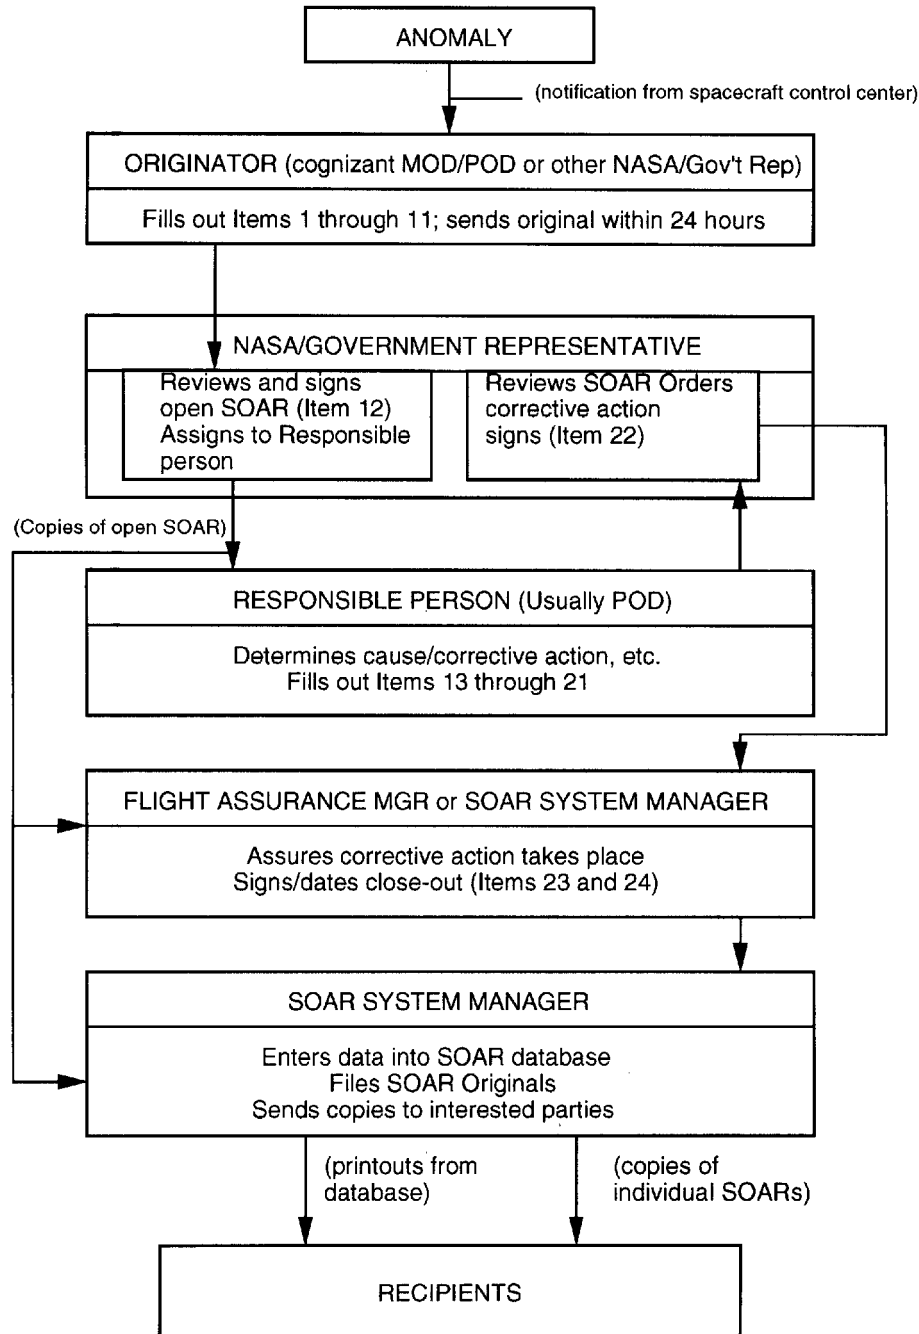 ANOMALY
(notification from spacecraft control center)
ORIGINATOR (cognizant MOD/POD or other NASA/Gov't Rep)
Fills out Items 1 through 11; sends original within 24 hours
NASA/GOVERNMENT REPRESENTATIVE
Reviews and signs
open SOAR (Item 12)
Assigns to Responsible
person
Reviews SOAR Orders
corrective action
signs (Item 22)
(Copies of open SOAR)
RESPONSIBLE PERSON (Usually POD)
Determines cause/corrective action, etc.
Fills out Items 13 through 21
FLIGHT ASSURANCE MGR or SOAR SYSTEM MANAGER
Assures corrective action takes place
Signs/dates close-out (Items 23 and 24)
SOAR SYSTEM MANAGER
Enters data into SOAR database
Files SOAR Originals
Sends copies to interested parties
(printouts from
database)
(copies of
individual SOARs)
RECIPIENTS